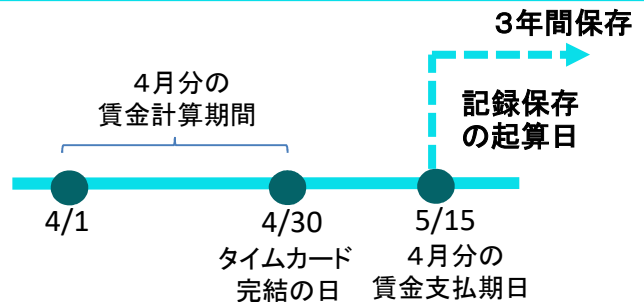 3年間保存
4月分の
賃金計算期間
記録保存
の起算日
4/1
4/30
5/15
タイムカード
完結の日
4月分の
賃金支払期日